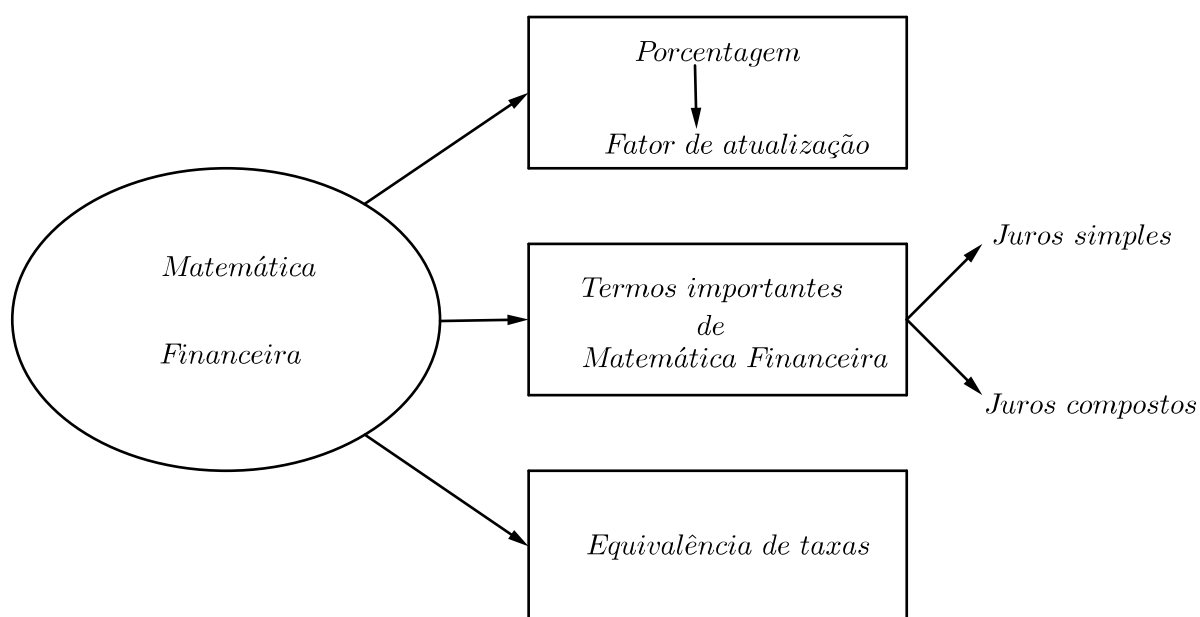 Porcentagem
Fator de atualização
Matemática
Financeira
Termos importantes
de
Matemática Financeira
Juros simples
Juros compostos
Equivalência de taxas